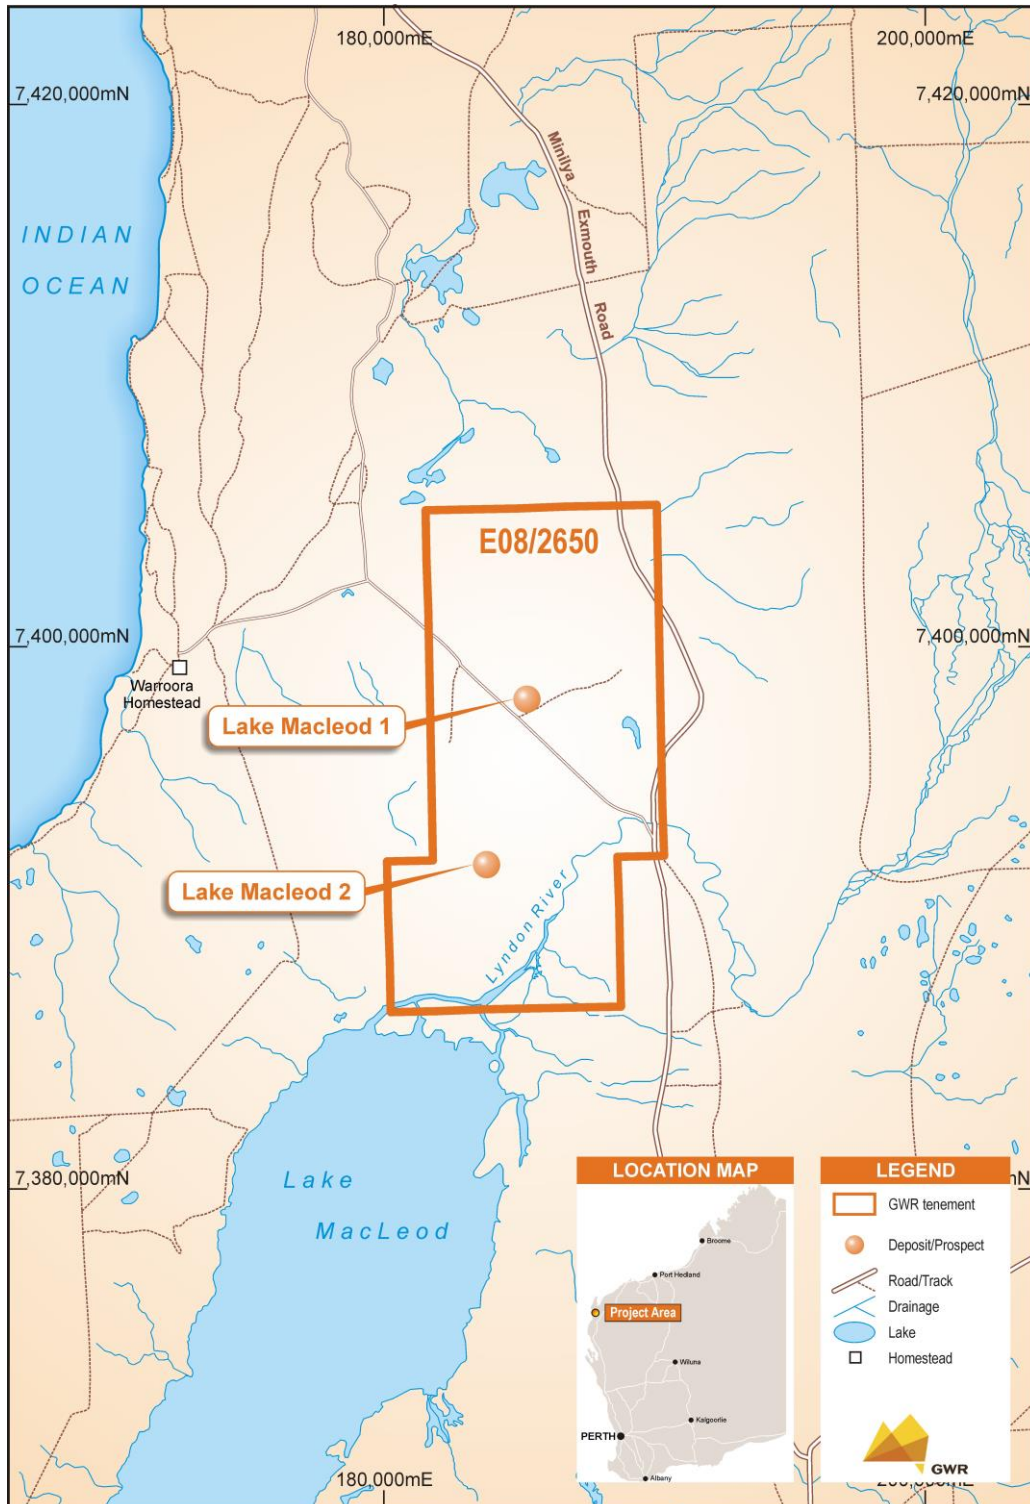 180,000mE
200,000mE
7,420,000mN
7,420,000mN
Minilya
Exmouth
Road
INDIAN
OCEAN
E08/2650
7,400,000mN
7,400,000mN
Warroora
Homestead
Lake Macleod 1
Lake Macleod 2
Lyndon River
7,380,000mN
Lake
MacLeod
LOCATION MAP
Broome
Port Hedland
Project Area
Wiluna
Kalgoorlie
PERTH
Albany
LEGEND
mN
GWR tenement
Deposit/Prospect
Road/Track
Drainage
Lake
Homestead
GWR
180,000mE